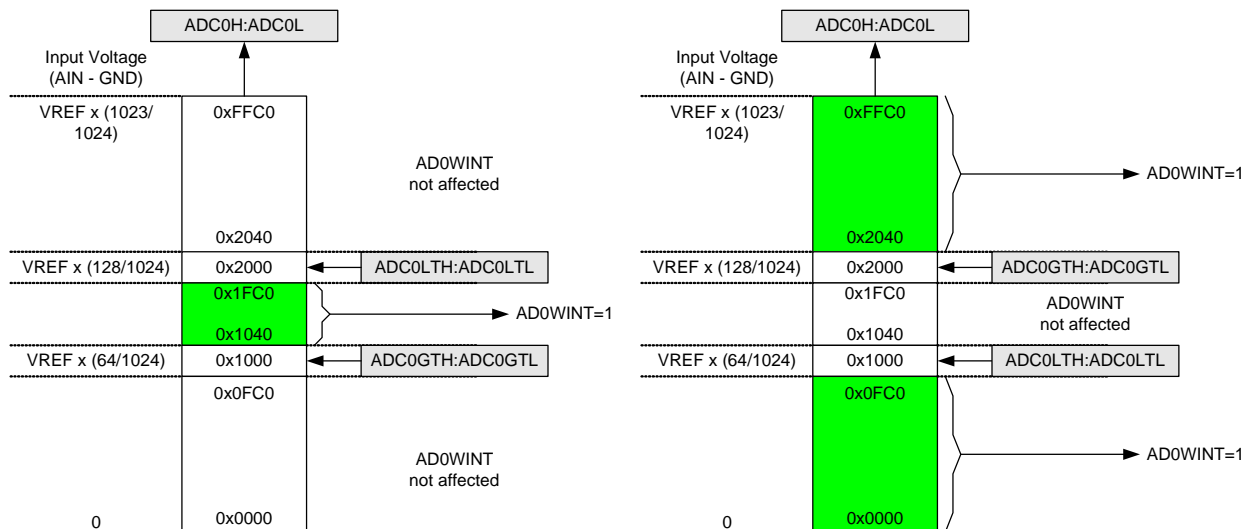 ADC0H:ADC0L
Input Voltage
(AIN - GND)
VREF x (1023/
1024)
0xFFC0
AD0WINT
not affected
0x2040
VREF x (128/1024)
0x2000
ADC0LTH:ADC0LTL
0x1FC0
AD0WINT=1
0x1040
VREF x (64/1024)
0x1000
ADC0GTH:ADC0GTL
0x0FC0
AD0WINT
not affected
0
0x0000
ADC0H:ADC0L
Input Voltage
(AIN - GND)
VREF x (1023/
1024)
0xFFC0
AD0WINT=1
0x2040
VREF x (128/1024)
0x2000
ADC0GTH:ADC0GTL
0x1FC0
AD0WINT
not affected
0x1040
VREF x (64/1024)
0x1000
ADC0LTH:ADC0LTL
0x0FC0
AD0WINT=1
0
0x0000